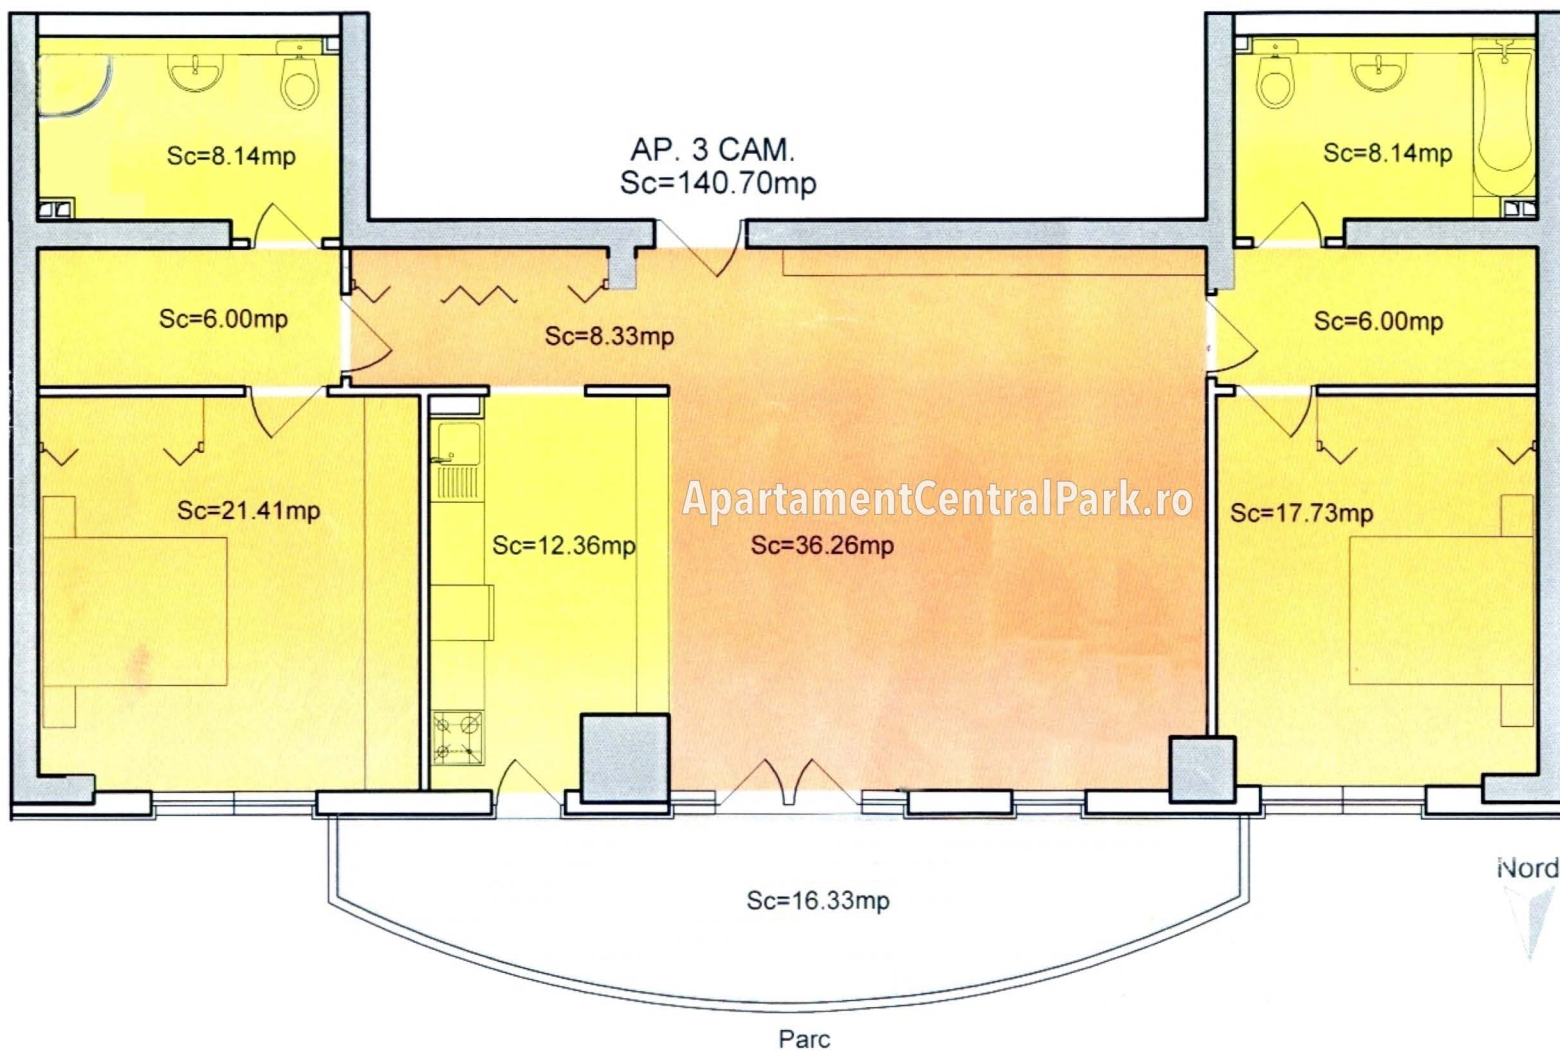 AP. 3 CAM.
Sc=140.70mp
Sc=8.14mp
Sc=8.14mp
Sc=6.00mp
Sc=8.33mp
Sc=6.00mp
Sc=21.41mp
ApartamentCentralPark.ro
Sc=17.73mp
Sc=12.36mp
Sc=36.26mp
Nord
Sc=16.33mp
Parc